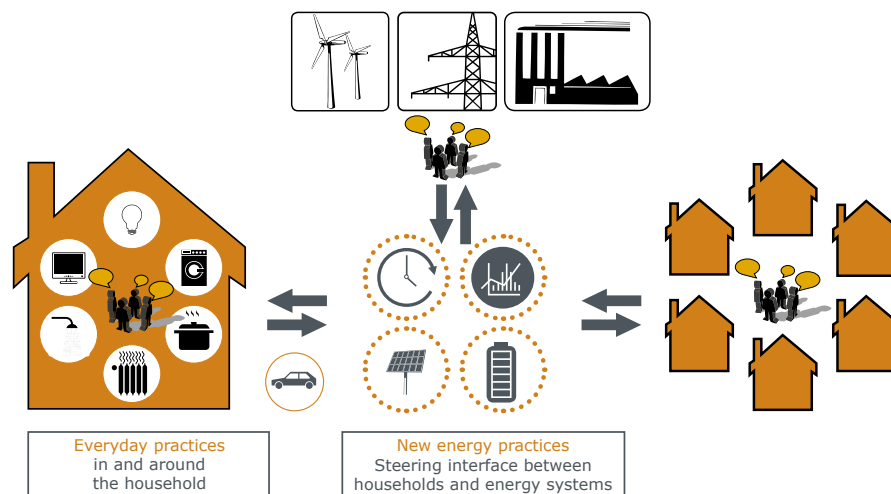 Everyday practices
in and around
the household
New energy practices
Steering interface between
households and energy systems